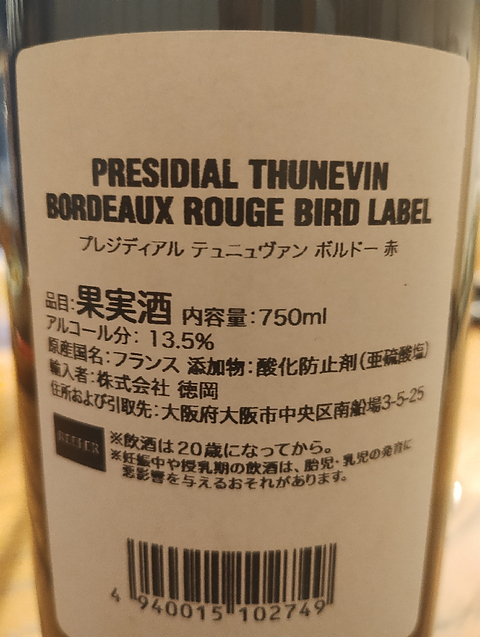 PRESIDIAL THUNEVIN
BORDEAUX ROUGE BIRD LABEL
プレジディアル テュニュヴァン ボルドー 赤
品目:果実酒 内容量:750ml
アルコール分: 13.5%
原産国名:フランス 添加物:酸化防止剤(亜硫酸塩)
輸入者:株式会社 徳岡
住所および引取先:大阪府大阪市中央区南船場3-5-25
REEFER
※飲酒は20歳になってから。
※妊娠中や授乳期の飲酒は、胎児・乳児の発育に
悪影響を与えるおそれがあります。
4 940015 102749